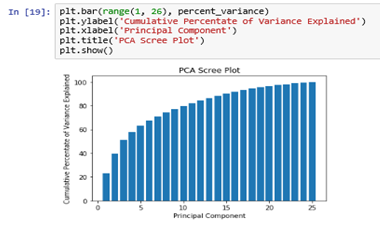 In [19]: plt.bar(range(1, 26), percent_variance)
plt.ylabel('Cumulative Percentate of Variance Explained')
plt.xlabel('Principal Component')
plt.title('PCA Scree Plot')
plt.show()
PCA Scree Plot
Cumulative Percentate of Variance Explained
100
80
60
40
20
0
0 5 10 15 20 25
Principal Component